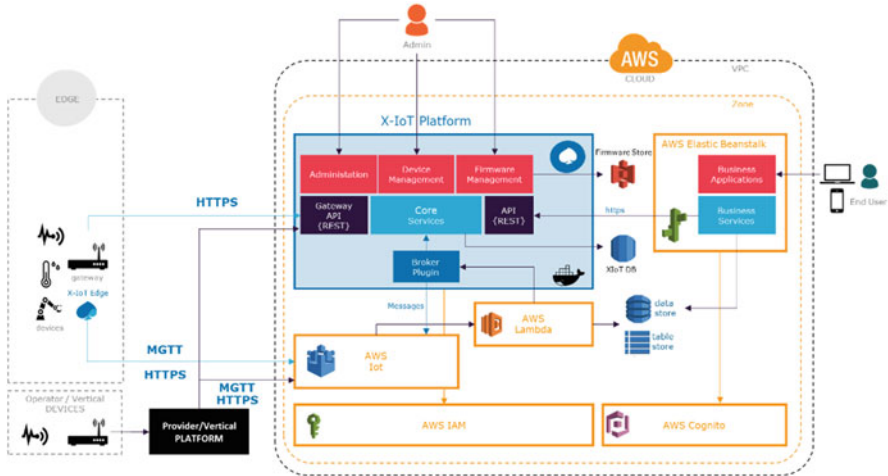 Admin
AWS
CLOUD
VPC
Zone
EDGE
X-IoT Platform
AWS Elastic Beanstalk
Firmware Store
Administation
Device
Management
Firmware
Management
Business
Applications
End User
HTTPS
Gateway
API
{REST}
Core
Services
API
{REST}
https
Business
Services
gateway
X-IoT Edge
devices
Broker
Plugin
XIoT DB
Messages
data
store
table
store
AWS
Lambda
MGTT
HTTPS
AWS
Iot
MGTT
HTTPS
Operator / Vertical
DEVICES
Provider/Vertical
PLATFORM
AWS IAM
AWS Cognito